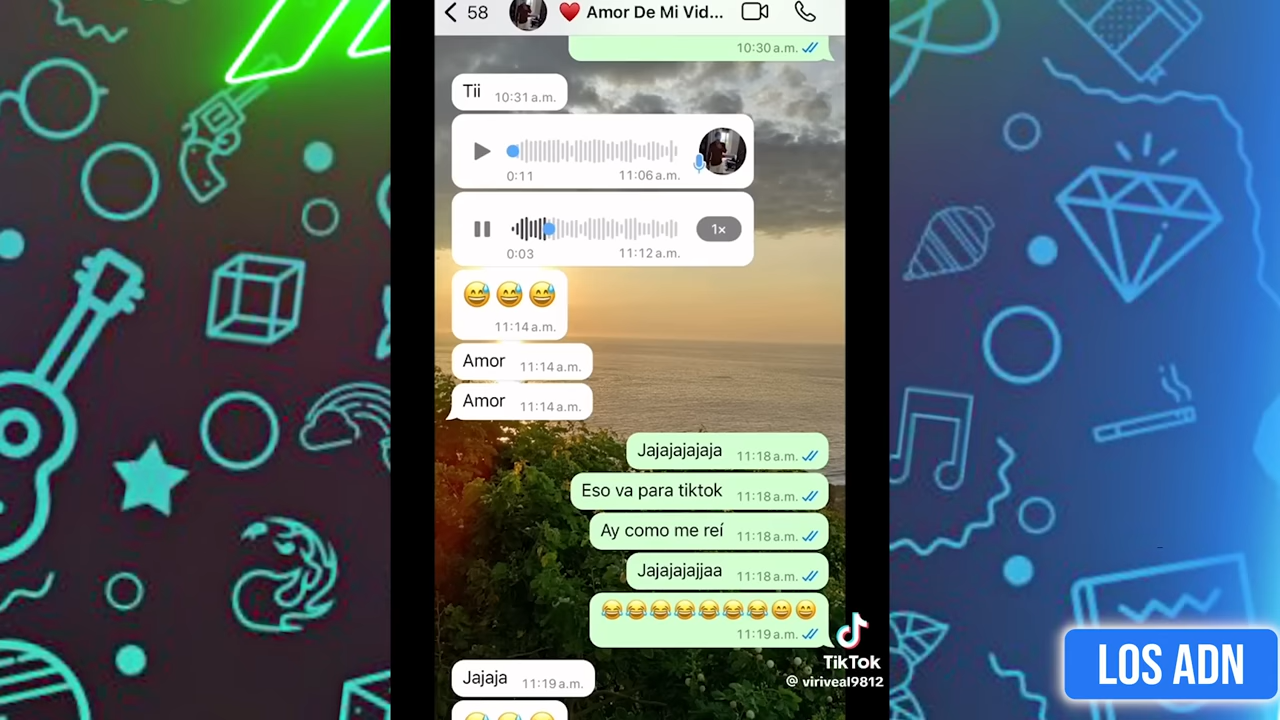 58
❤️ Amor De Mi Vid...
10:30 a.m.
Tii 10:31 a.m.
0:11 11:06 a.m.
1×
0:03 11:12 a.m.
😅😅😅
11:14 a.m.
Amor 11:14 a.m.
Amor 11:14 a.m.
Jajajajajaja 11:18 a.m.
Eso va para tiktok 11:18 a.m.
Ay como me reí 11:18 a.m.
Jajajajajjaa 11:18 a.m.
😂😂😂😂😂😂😂😄😄
11:19 a.m.
TikTok
@ viriveal9812
Jajaja 11:19 a.m.
LOS ADN